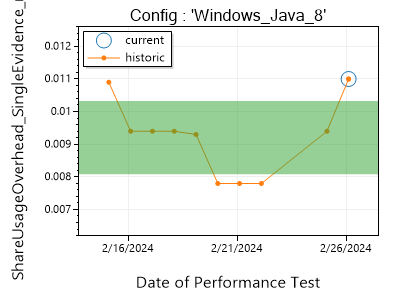 Config : 'Windows_Java_8'
current
historic
0.012
0.011
0.01
0.009
0.008
0.007
ShareUsageOverhead_SingleEvidence_
2/16/2024
2/21/2024
2/26/2024
Date of Performance Test